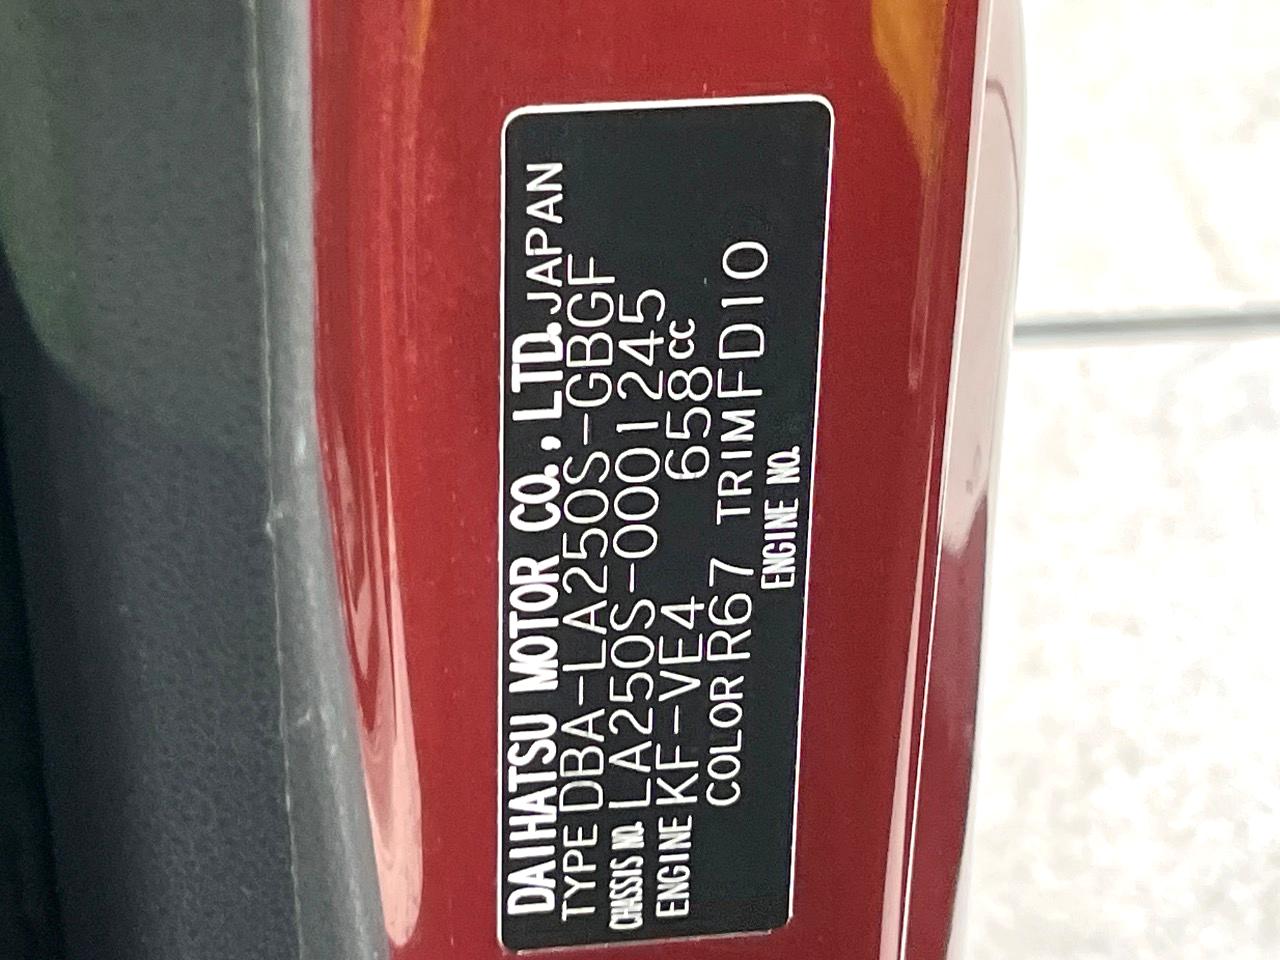 DAIHATSU MOTOR CO., LTD. JAPAN
TYPE DBA-LA250S-GBGF
CHASSIS NO. LA250S-0001245
ENGINE KF-VE4 658cc
COLOR R67 TRIM FD10
ENGINE NO.